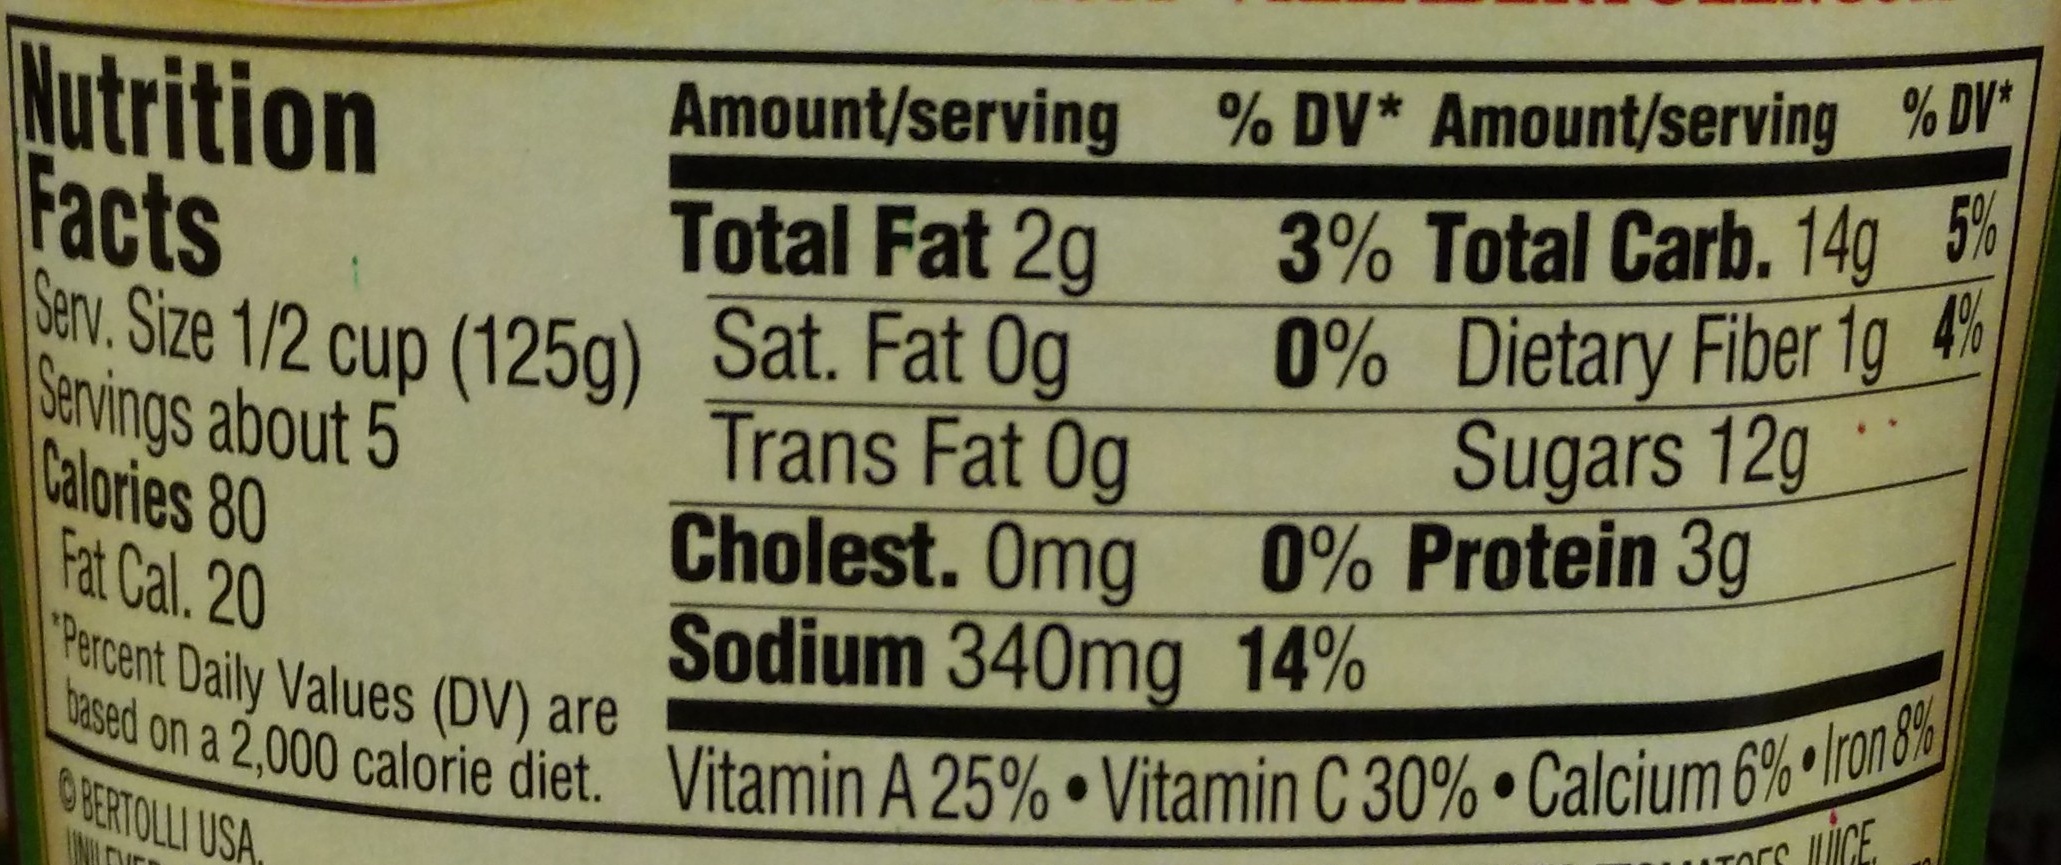 Nutrition
Facts
Serv. Size 1/2 cup (125g)
Servings about 5
Calories 80
Fat Cal. 20
*Percent Daily Values (DV) are
based on a 2,000 calorie diet.
Amount/serving % DV* Amount/serving % DV*
Total Fat 2g 3% Total Carb. 14g 5%
Sat. Fat 0g 0% Dietary Fiber 1g 4%
Trans Fat 0g Sugars 12g
Cholest. 0mg 0% Protein 3g
Sodium 340mg 14%
Vitamin A 25% • Vitamin C 30% • Calcium 6% • Iron 8%
© BERTOLLI USA.
JUICE,